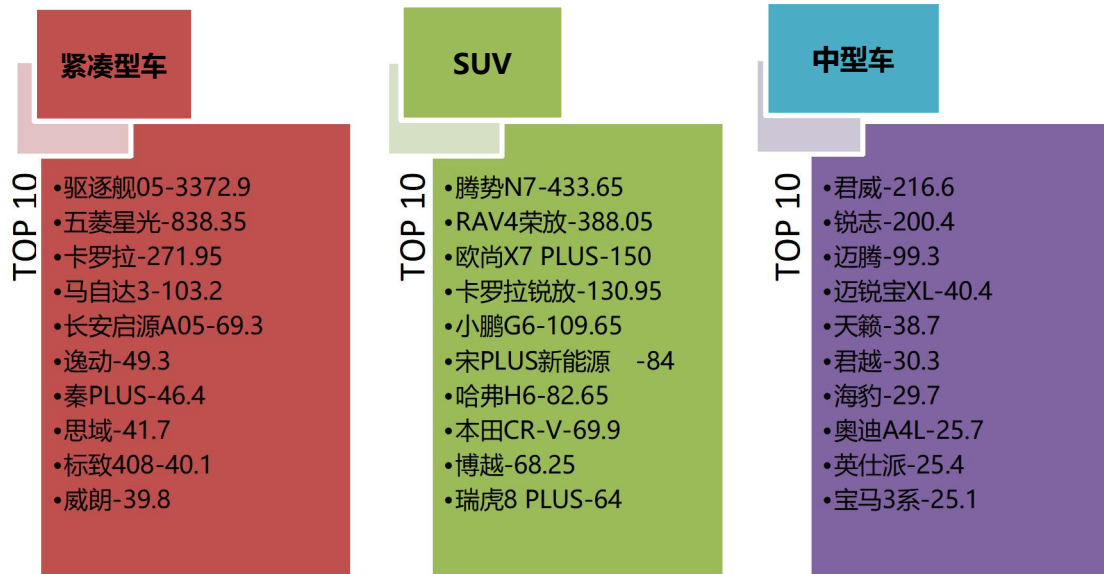 紧凑型车
TOP 10
•驱逐舰05-3372.9
•五菱星光-838.35
•卡罗拉-271.95
•马自达3-103.2
•长安启源A05-69.3
•逸动-49.3
•秦PLUS-46.4
•思域-41.7
•标致408-40.1
•威朗-39.8
SUV
TOP 10
•腾势N7-433.65
•RAV4荣放-388.05
•欧尚X7 PLUS-150
•卡罗拉锐放-130.95
•小鹏G6-109.65
•宋PLUS新能源 -84
•哈弗H6-82.65
•本田CR-V-69.9
•博越-68.25
•瑞虎8 PLUS-64
中型车
TOP 10
•君威-216.6
•锐志-200.4
•迈腾-99.3
•迈锐宝XL-40.4
•天籁-38.7
•君越-30.3
•海豹-29.7
•奥迪A4L-25.7
•英仕派-25.4
•宝马3系-25.1